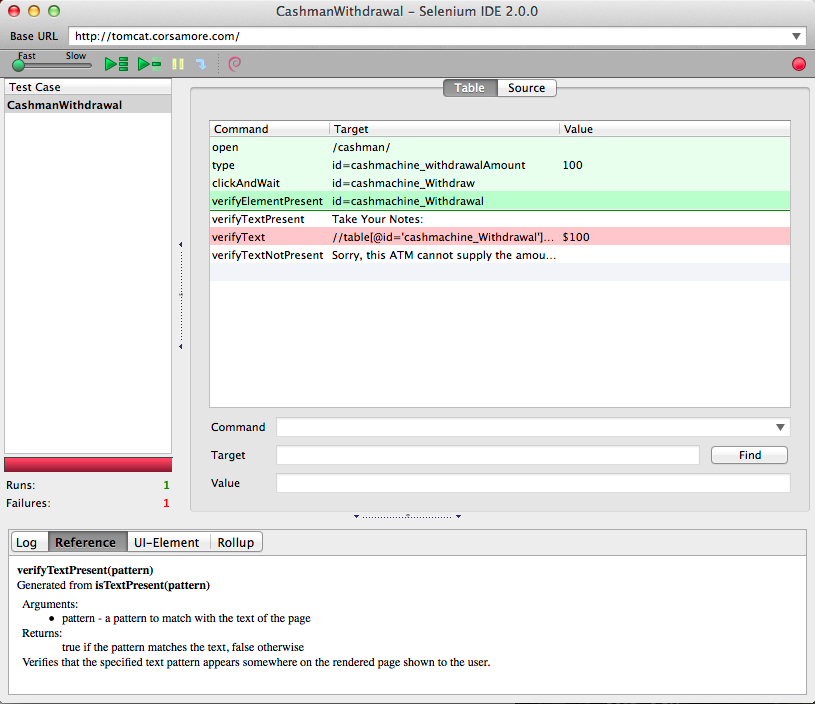 CashmanWithdrawal – Selenium IDE 2.0.0
Base URL http://tomcat.corsamore.com/
Fast Slow
Test Case
CashmanWithdrawal
Table Source
Command Target Value
open /cashman/
type id=cashmachine_withdrawalAmount 100
clickAndWait id=cashmachine_Withdraw
verifyElementPresent id=cashmachine_Withdrawal
verifyTextPresent Take Your Notes:
verifyText //table[@id='cashmachine_Withdrawal']... $100
verifyTextNotPresent Sorry, this ATM cannot supply the amou...
Command
Target Find
Value
Runs: 1
Failures: 1
Log Reference UI-Element Rollup
verifyTextPresent(pattern)
Generated from isTextPresent(pattern)
Arguments:
• pattern - a pattern to match with the text of the page
Returns:
true if the pattern matches the text, false otherwise
Verifies that the specified text pattern appears somewhere on the rendered page shown to the user.